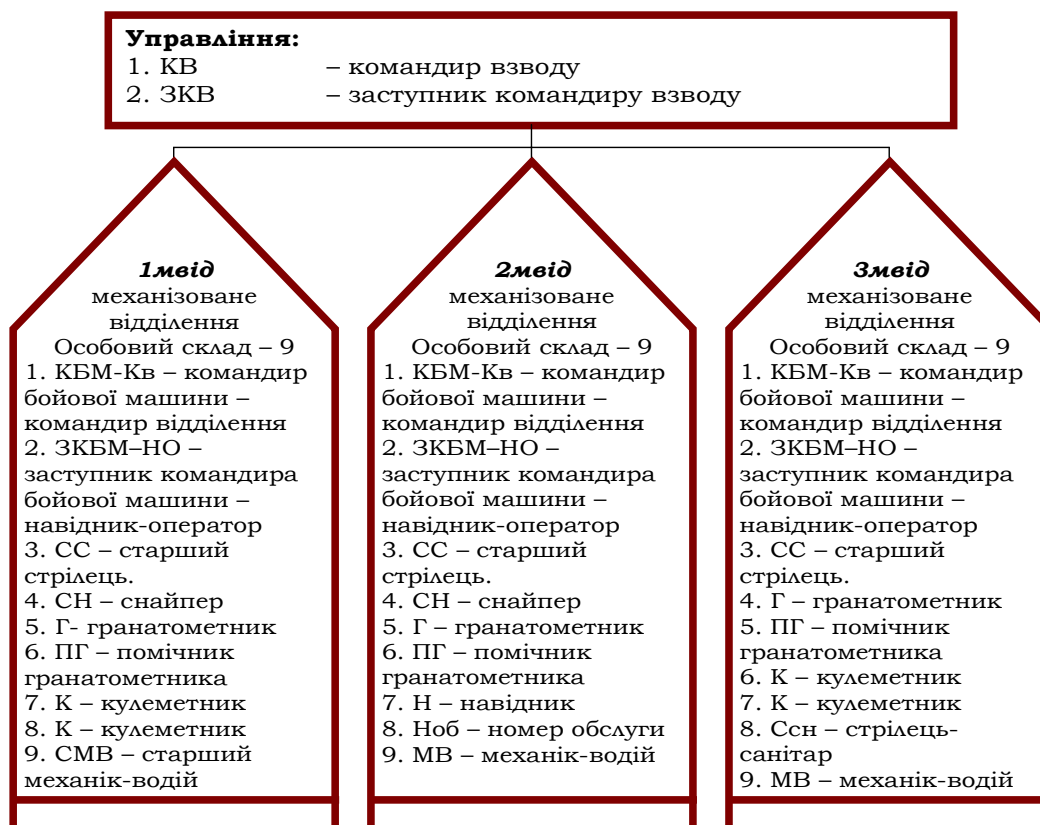 Управління:
1. КВ – командир взводу
2. ЗКВ – заступник командиру взводу
1мвід
механізоване
відділення
Особовий склад – 9
1. КБМ-Кв – командир
бойової машини –
командир відділення
2. ЗКБМ–НО –
заступник командира
бойової машини –
навідник-оператор
3. СС – старший
стрілець.
4. СН – снайпер
5. Г- гранатометник
6. ПГ – помічник
гранатометника
7. К – кулеметник
8. К – кулеметник
9. СМВ – старший
механік-водій
2мвід
механізоване
відділення
Особовий склад – 9
1. КБМ-Кв – командир
бойової машини –
командир відділення
2. ЗКБМ–НО –
заступник командира
бойової машини –
навідник-оператор
3. СС – старший
стрілець.
4. СН – снайпер
5. Г – гранатометник
6. ПГ – помічник
гранатометника
7. Н – навідник
8. Ноб – номер обслуги
9. МВ – механік-водій
3мвід
механізоване
відділення
Особовий склад – 9
1. КБМ-Кв – командир
бойової машини –
командир відділення
2. ЗКБМ–НО –
заступник командира
бойової машини –
навідник-оператор
3. СС – старший
стрілець.
4. Г – гранатометник
5. ПГ – помічник
гранатометника
6. К – кулеметник
7. К – кулеметник
8. Ссн – стрілець-
санітар
9. МВ – механік-водій